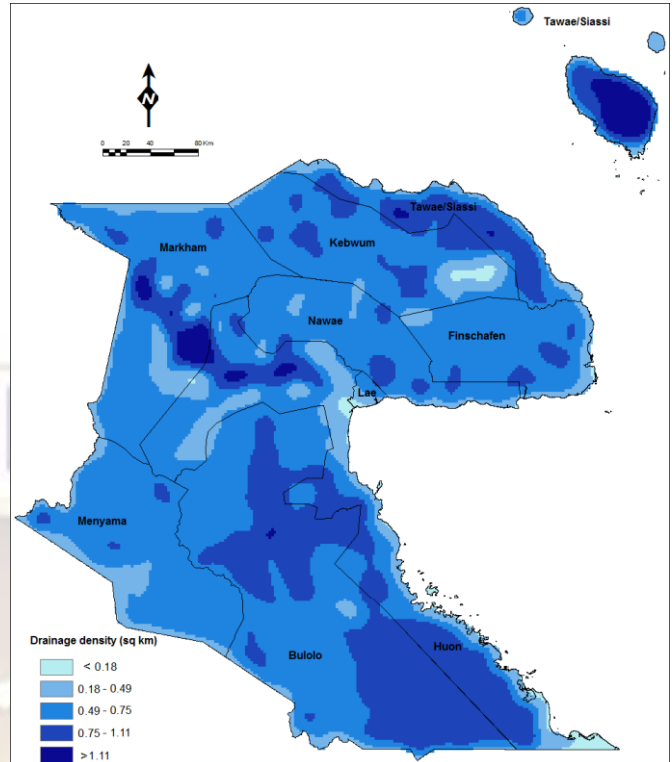 Tawae/Siassi
N
0 20 40 80 Km
Tawae/Siassi
Kebwum
Markham
Nawae
Finschafen
Lae
Menyama
Bulolo
Huon
Drainage density (sq km)
< 0.18
0.18 - 0.49
0.49 - 0.75
0.75 - 1.11
>1.11